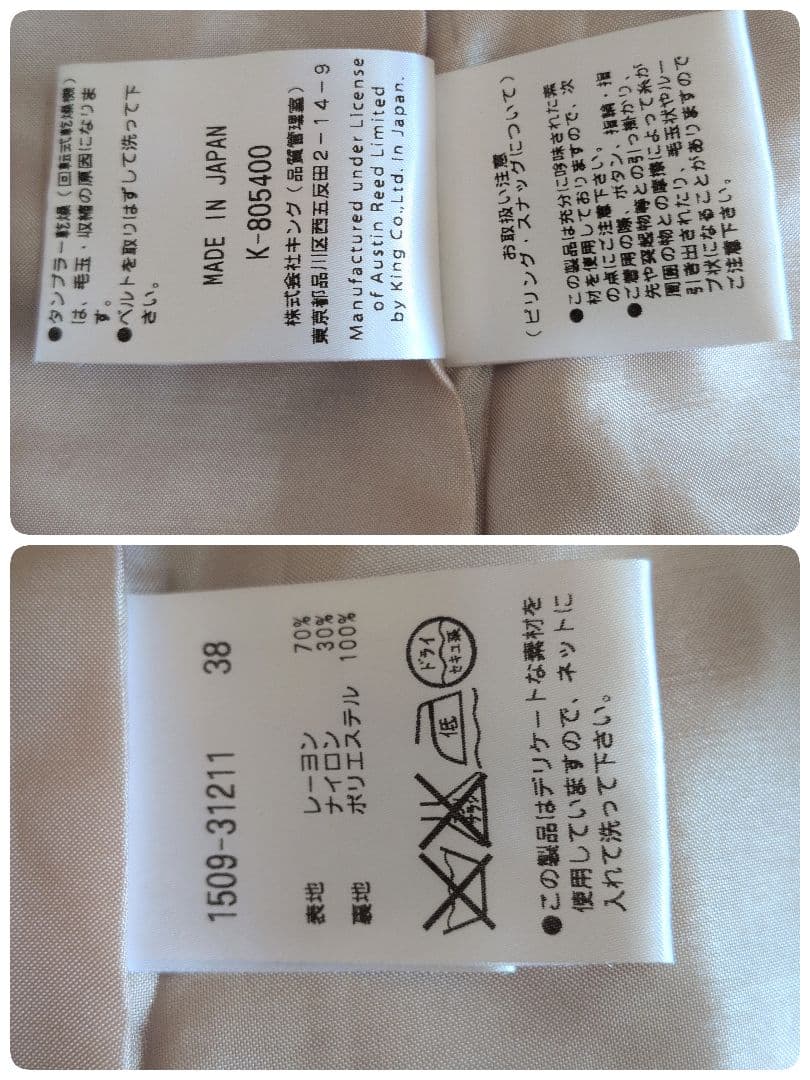 ●タンブラー乾燥(回転式乾燥機)
は、毛玉・収縮の原因になりま
す。
●ベルトを取りはずして洗って下
さい。
MADE IN JAPAN
K-805400
株式会社キング(品質管理室)
東京都品川区西五反田2-14-9
Manufactured under License
of Austin Reed Limited
by King Co.,Ltd. In Japan.
お取扱い注意
(ピリング・スナッグについて)
●この製品は充分に吟味された素
材を使用しておりますので、次
の点にご注意下さい。
●ご着用の際、ボタン、指輪・指
先や突起物等との引っ掛かり、
周囲の物との摩擦によって糸が
引き出されたり、毛玉状やルー
プ状になることがありますので
ご注意下さい。
1509-31211 38
表地 レーヨン 70%
ナイロン 30%
裏地 ポリエステル 100%
エンソサラシ
低
ドライ
セキユ系
●この製品はデリケートな素材を
使用していますので、ネットに
入れて洗って下さい。